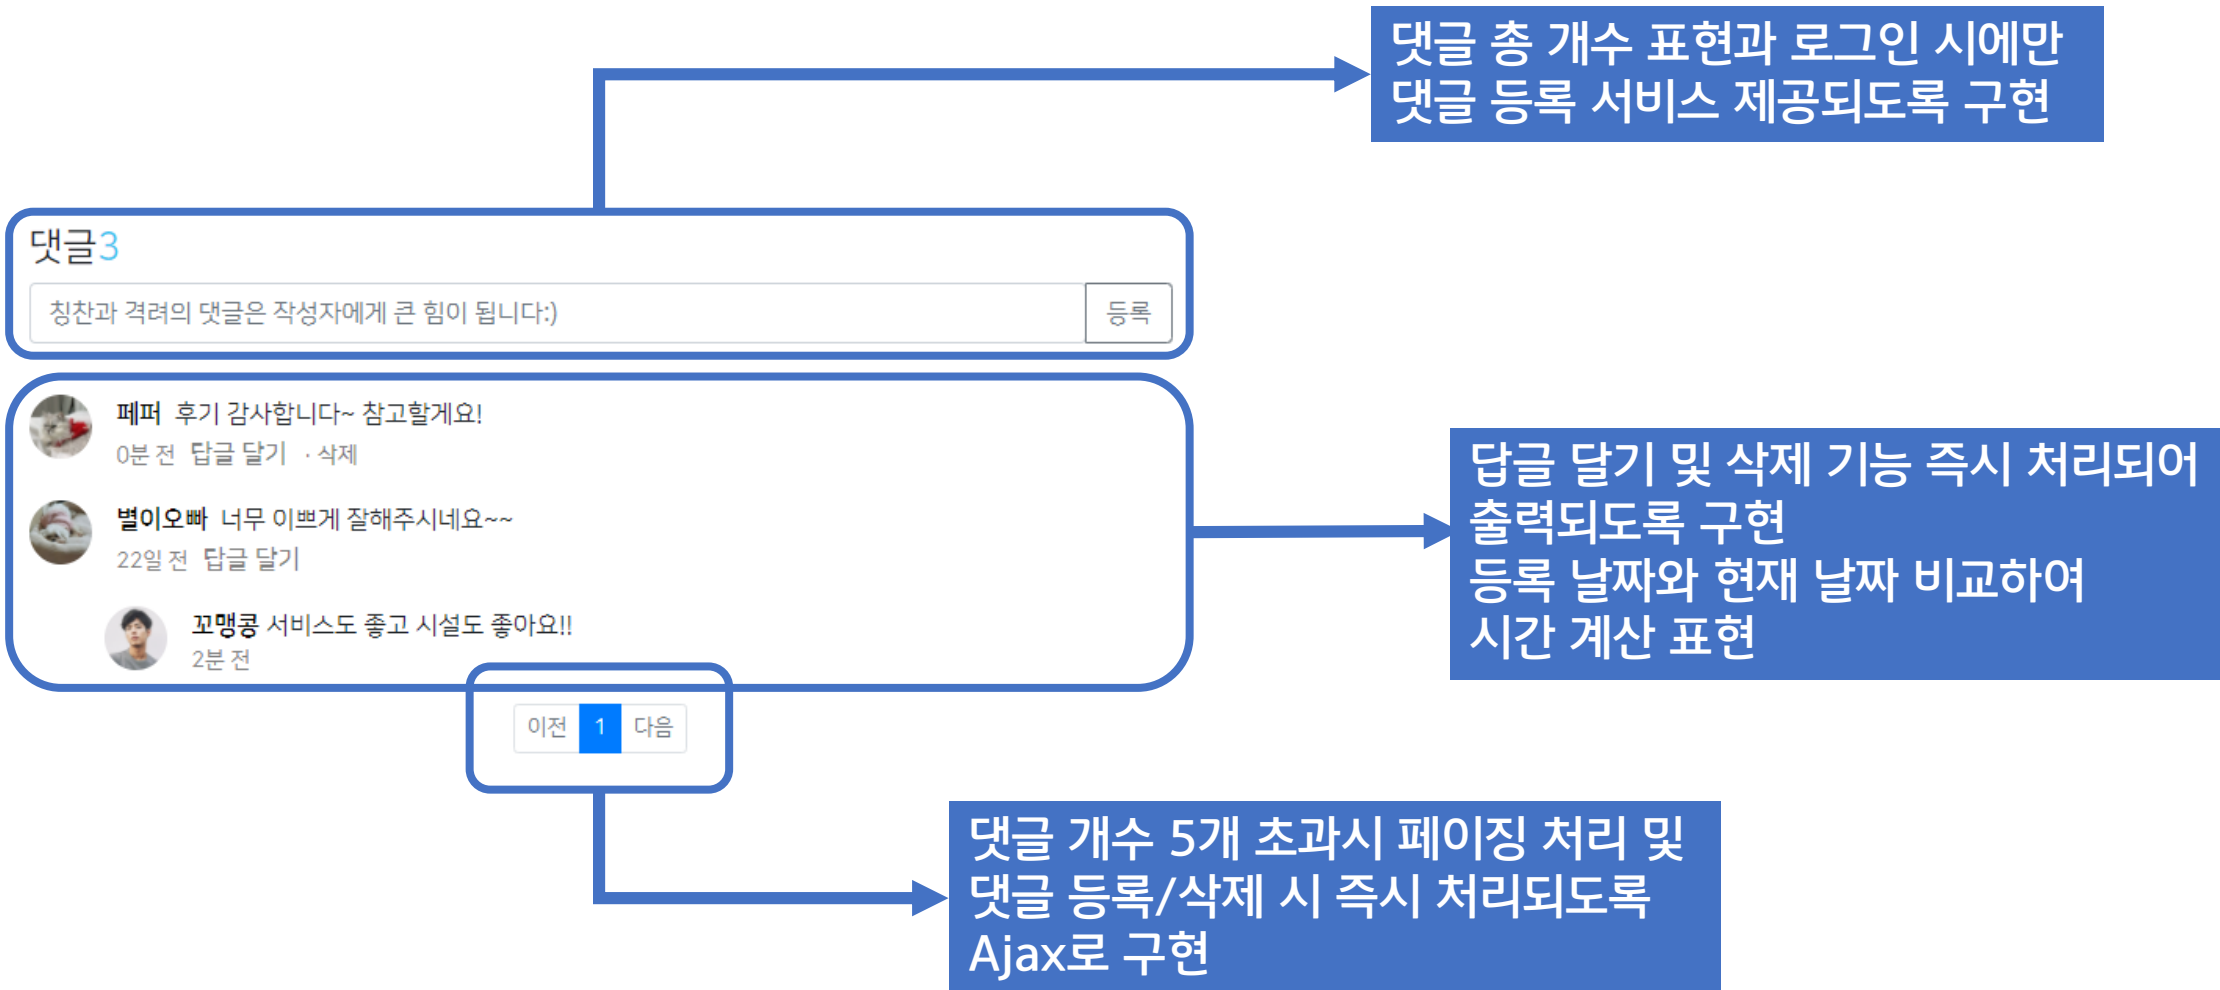 댓글 총 개수 표현과 로그인 시에만
댓글 등록 서비스 제공되도록 구현
댓글3
칭찬과 격려의 댓글은 작성자에게 큰 힘이 됩니다:)
등록
페퍼 후기 감사합니다~ 참고할게요!
0분 전 답글 달기 · 삭제
별이오빠 너무 이쁘게 잘해주시네요~~
22일 전 답글 달기
꼬맹콩 서비스도 좋고 시설도 좋아요!!
2분 전
답글 달기 및 삭제 기능 즉시 처리되어
출력되도록 구현
등록 날짜와 현재 날짜 비교하여
시간 계산 표현
이전 1 다음
댓글 개수 5개 초과시 페이징 처리 및
댓글 등록/삭제 시 즉시 처리되도록
Ajax로 구현